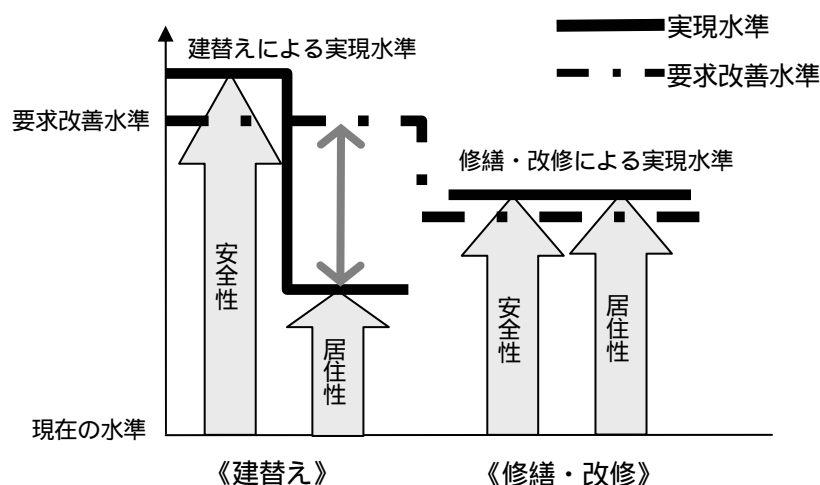 実現水準
要求改善水準
建替えによる実現水準
要求改善水準
修繕・改修による実現水準
安全性
居住性
安全性
居住性
現在の水準
《建替え》
《修繕・改修》